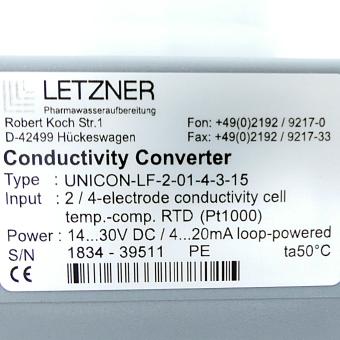 LETZNER
Pharmawasseraufbereitung
Robert Koch Str.1 Fon: +49(0)2192 / 9217-0
D-42499 Hückeswagen Fax: +49(0)2192 / 9217-33
Conductivity Converter
Type : UNICON-LF-2-01-4-3-15
Input : 2 / 4-electrode conductivity cell
temp.-comp. RTD (Pt1000)
Power : 14...30V DC / 4...20mA loop-powered
S/N 1834 - 39511 PE ta50°C
CE